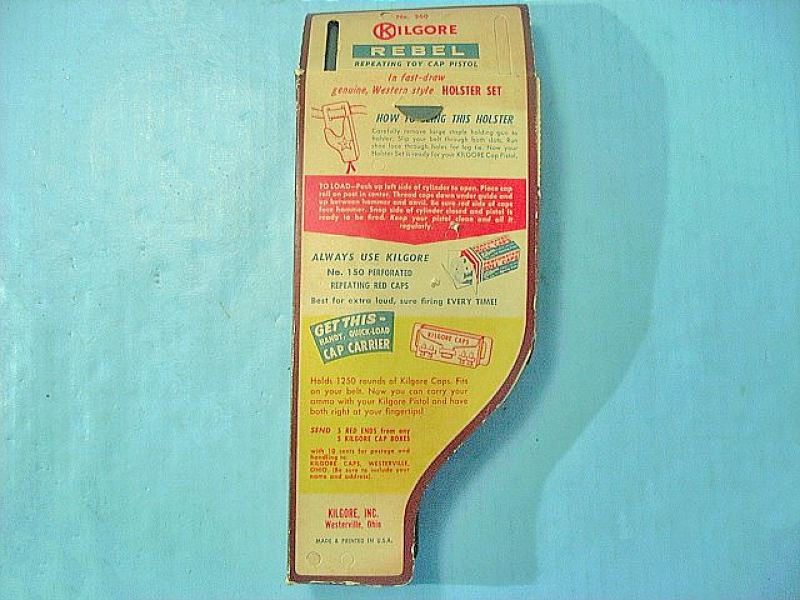 No. 950
KILGORE
REBEL
REPEATING TOY CAP PISTOL
In fast-draw
genuine, Western style HOLSTER SET
HOW TO SLING THIS HOLSTER
Carefully remove large staple holding gun to
holster. Slip your belt through both slots. Run
shoe lace through holes for leg tie. Now your
Holster Set is ready for your KILGORE Cap Pistol.
TO LOAD—Push up left side of cylinder to open. Place cap
roll on post in center. Thread caps down under guide and
up between hammer and anvil. Be sure red side of caps
face hammer. Snap side of cylinder closed and pistol is
ready to be fired. Keep your pistol clean and oil it
regularly.
ALWAYS USE KILGORE
No. 150 PERFORATED
REPEATING RED CAPS
Best for extra loud, sure firing EVERY TIME!
GET THIS -
HANDY, QUICK-LOAD
CAP CARRIER
KILGORE CAPS
Holds 1250 rounds of Kilgore Caps. Fits
on your belt. Now you can carry your
ammo with your Kilgore Pistol and have
both right at your fingertips!
SEND 5 RED ENDS from any
5 KILGORE CAP BOXES
with 10 cents for postage and
handling to:
KILGORE CAPS, WESTERVILLE,
OHIO. (Be sure to include your
name and address).
KILGORE, INC.
Westerville, Ohio
MADE & PRINTED IN U.S.A.